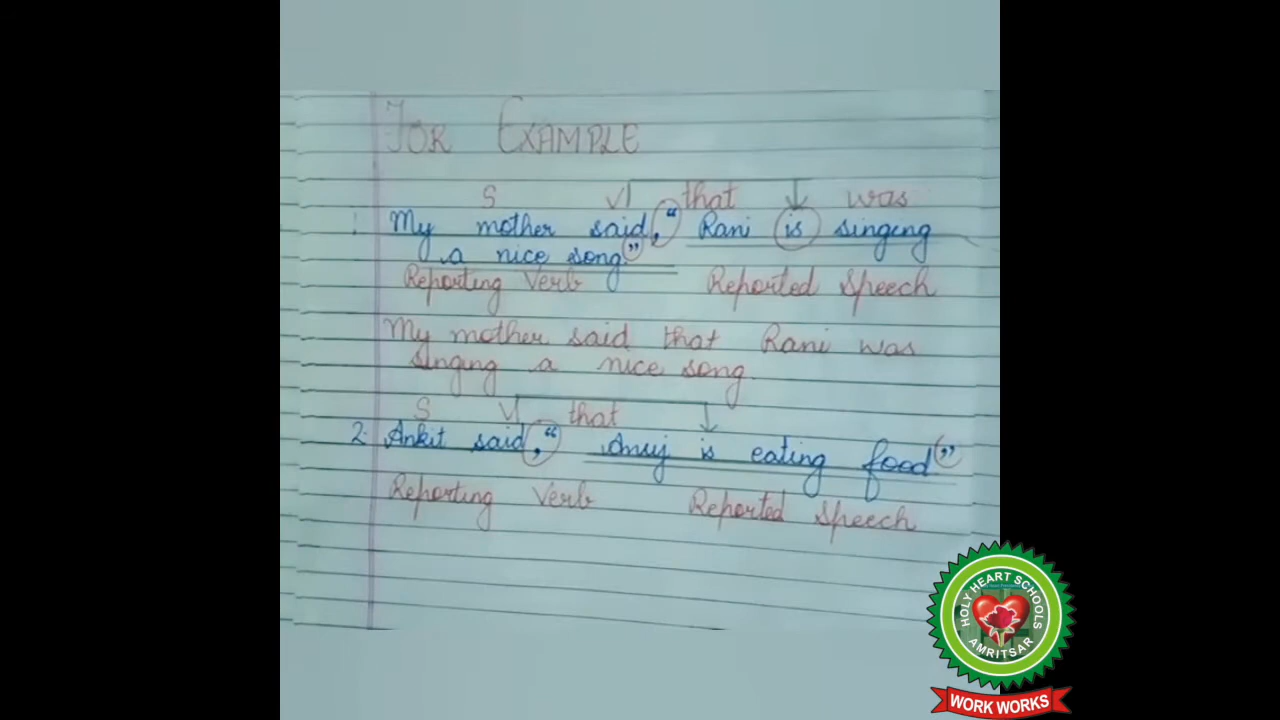 FOR EXAMPLE
S V that was
1. My mother said, " Rani is singing
a nice song"
Reporting Verb Reported Speech
My mother said that Rani was
singing a nice song.
S V that
2. Ankit said, " Anuj is eating food"
Reporting Verb Reported Speech
HOLY HEART SCHOOLS
AMRITSAR
WORK WORKS